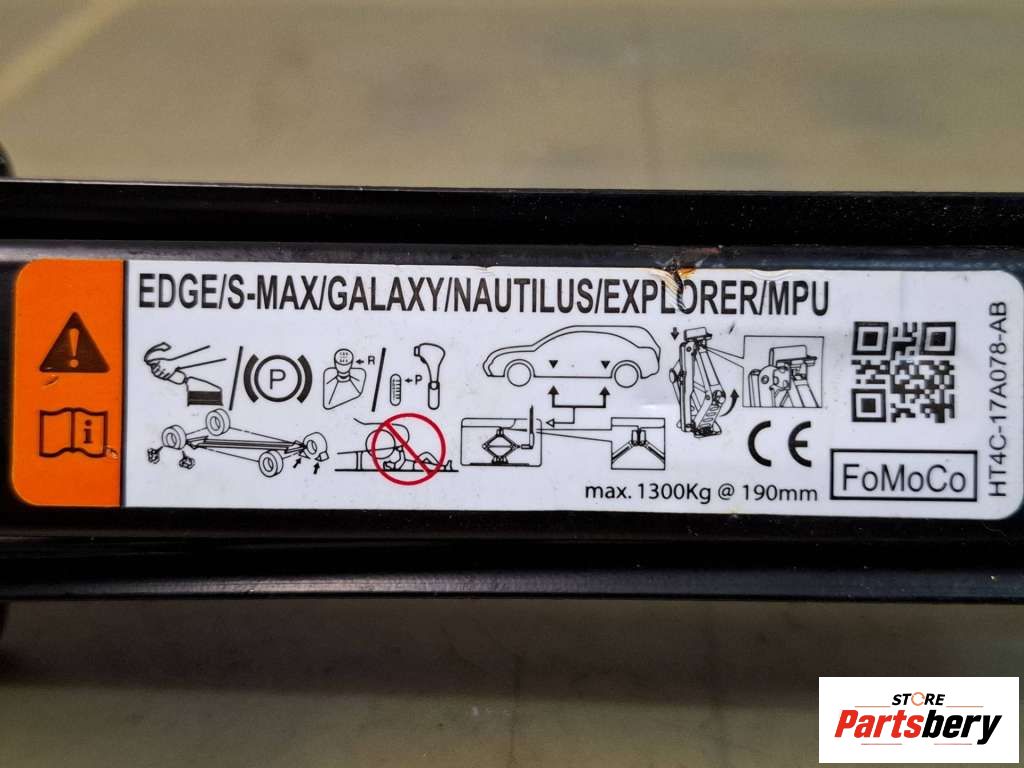 EDGE/S-MAX/GALAXY/NAUTILUS/EXPLORER/MPU
P
R
P
max. 1300Kg @ 190mm
CE
FoMoCo
HT4C-17A078-AB
STORE
Partsbery